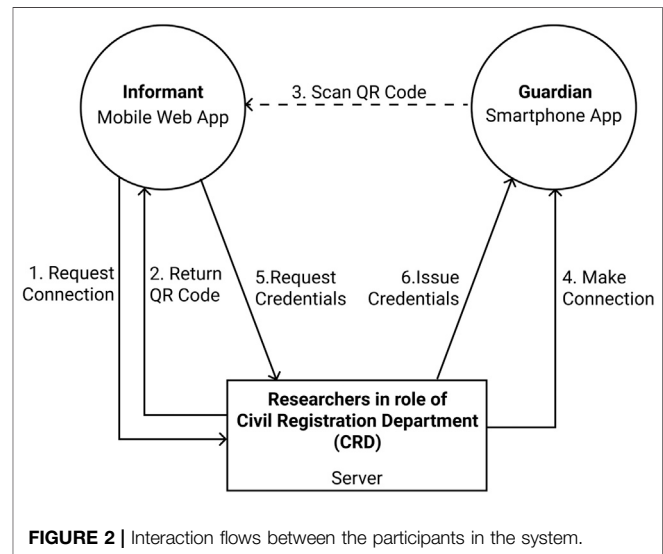 Informant
Mobile Web App
3. Scan QR Code
Guardian
Smartphone App
1. Request
Connection
2. Return
QR Code
5.Request
Credentials
6.Issue
Credentials
4. Make
Connection
Researchers in role of
Civil Registration Department
(CRD)
Server
FIGURE 2 | Interaction flows between the participants in the system.